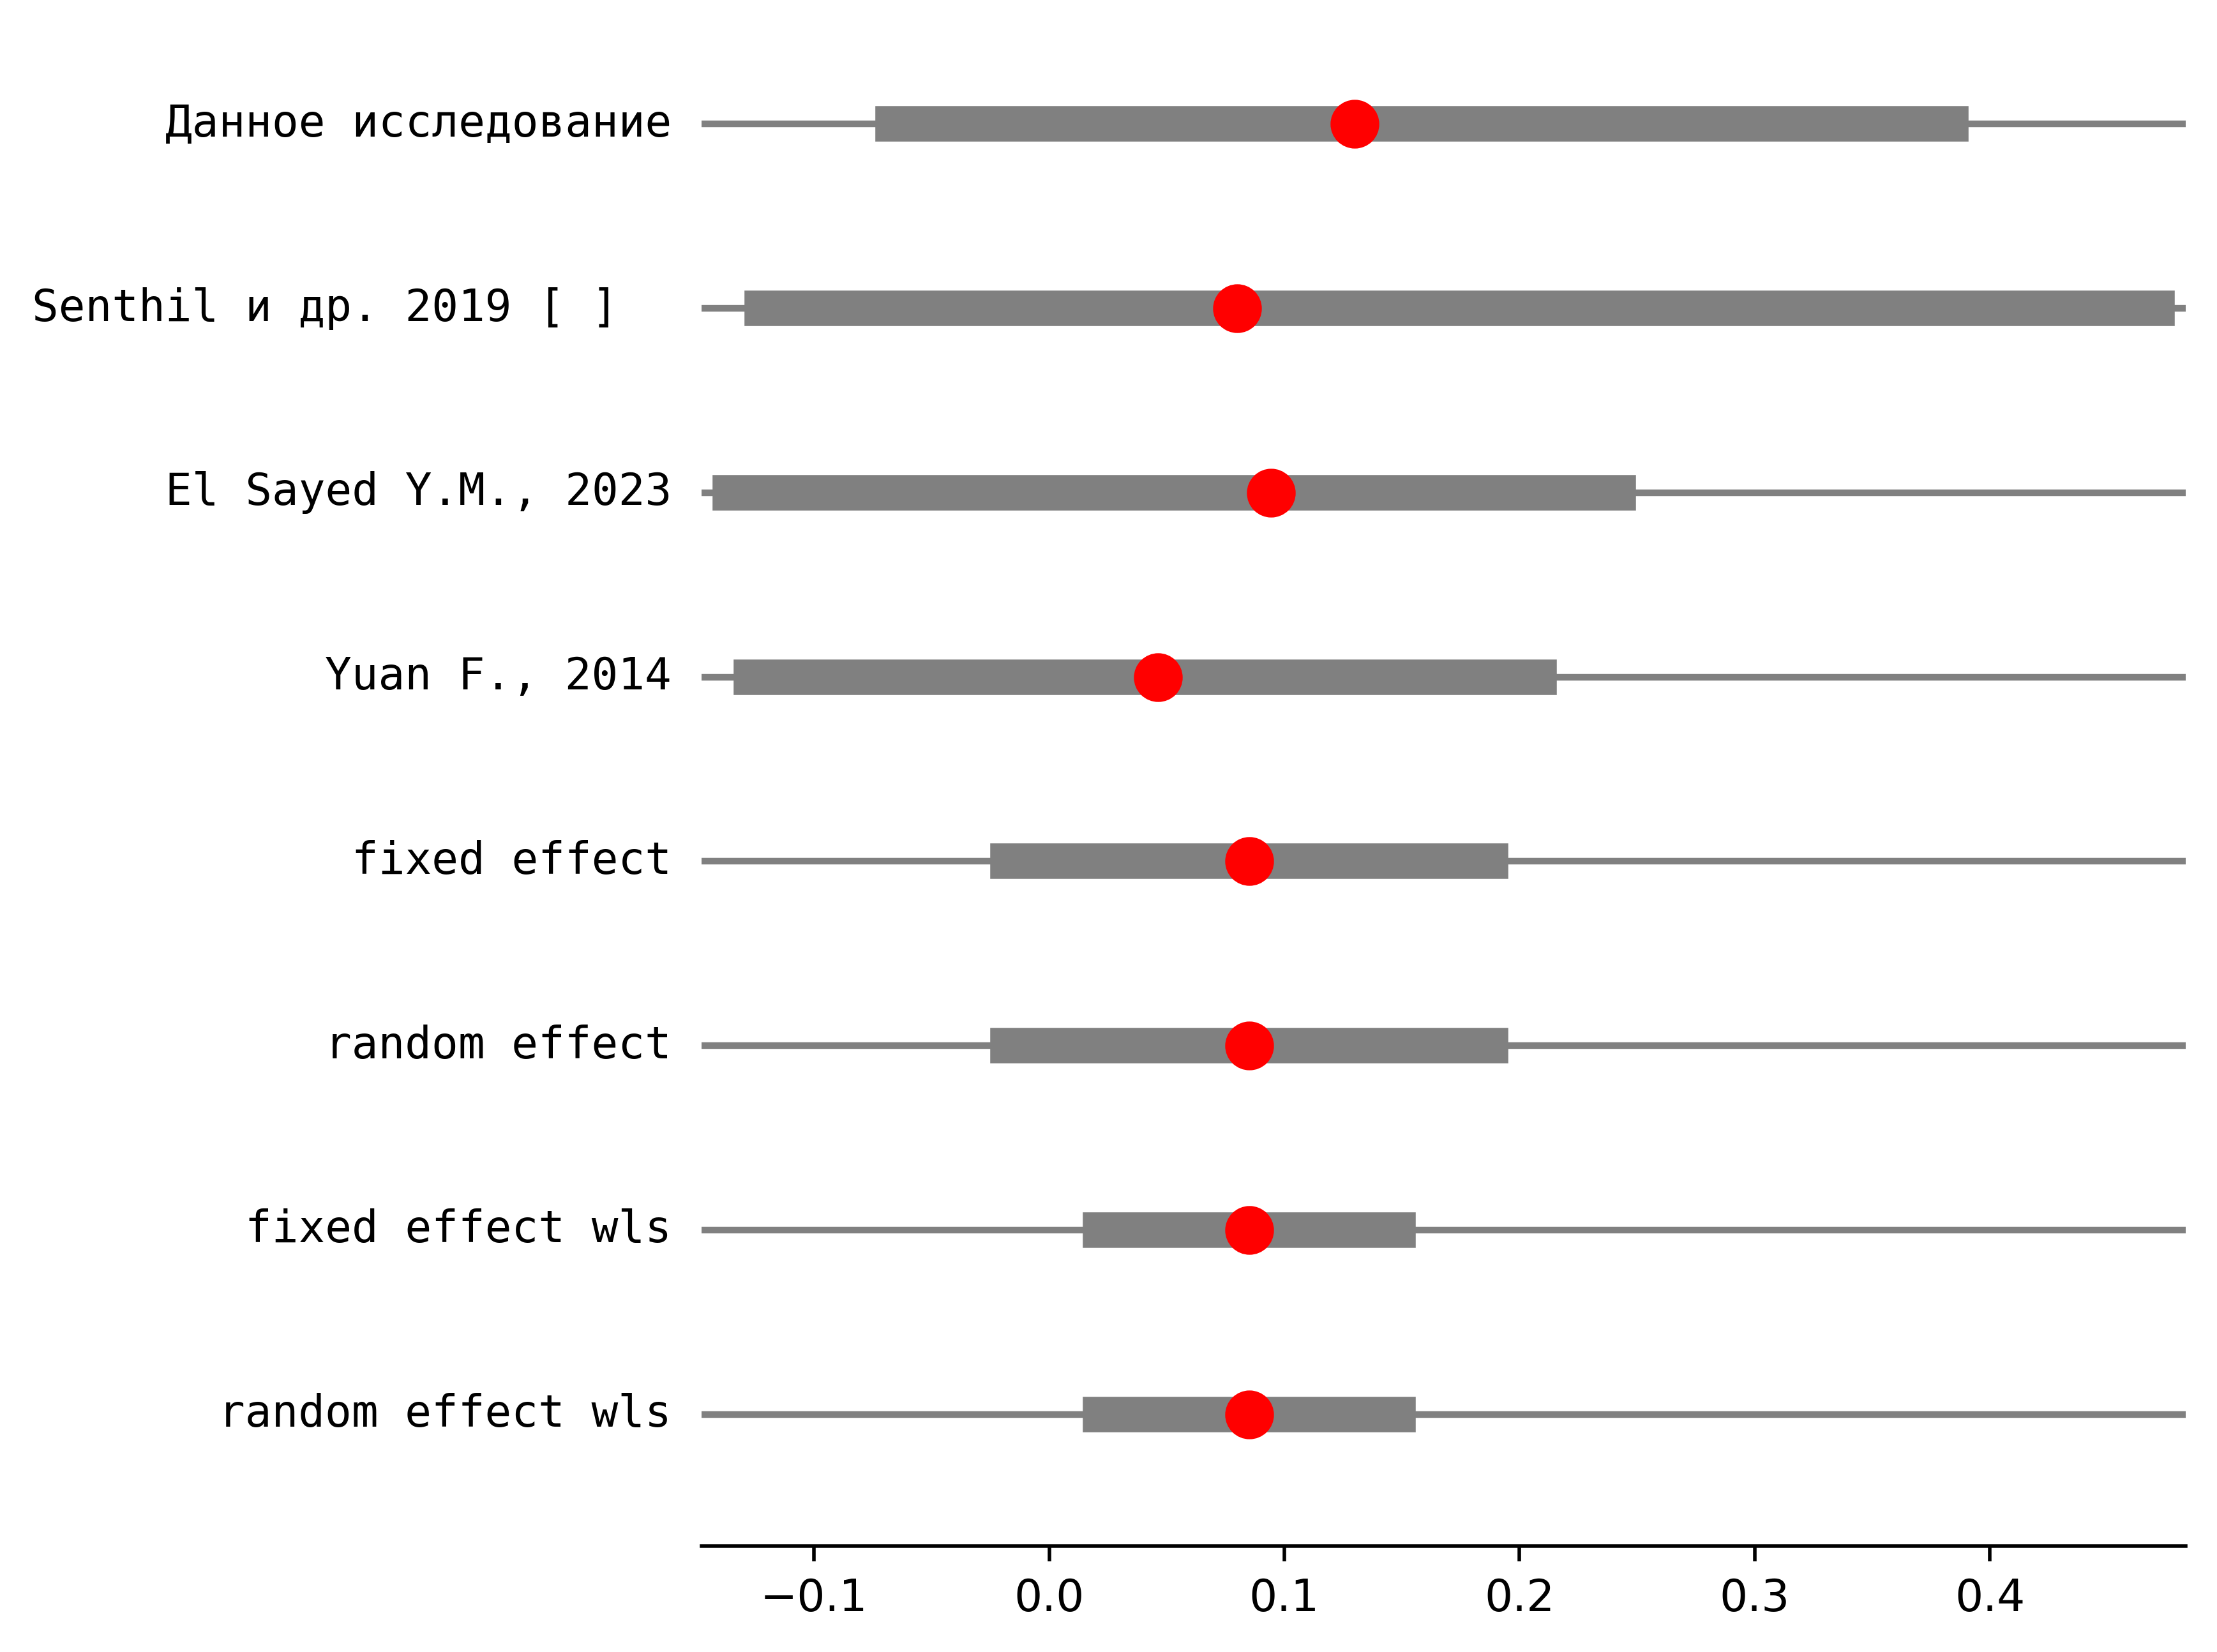 Данное исследование
Senthil и др. 2019 [ ]
El Sayed Y.M., 2023
Yuan F., 2014
fixed effect
random effect
fixed effect wls
random effect wls
−0.1 0.0 0.1 0.2 0.3 0.4